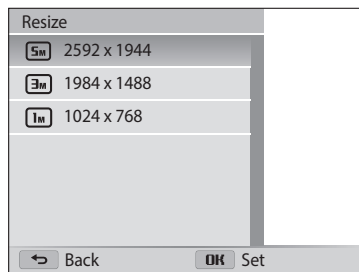 Resize
5M 2592 x 1944
3M 1984 x 1488
1M 1024 x 768
Back OK Set